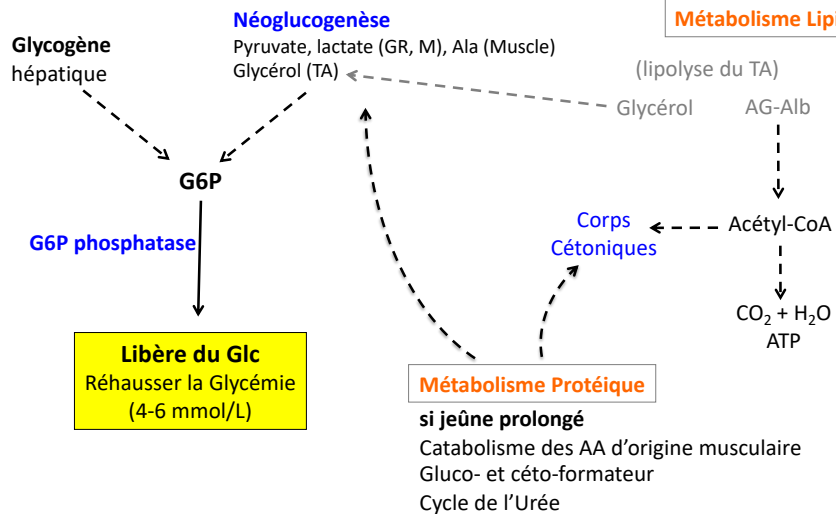 Métabolisme Lipi
Néoglucogenèse
Pyruvate, lactate (GR, M), Ala (Muscle)
Glycérol (TA)
Glycogène
hépatique
(lipolyse du TA)
Glycérol
AG-Alb
G6P
G6P phosphatase
Corps
Cétoniques
Acétyl-CoA
CO₂ + H₂O
ATP
Libère du Glc
Réhausser la Glycémie
(4-6 mmol/L)
Métabolisme Protéique
si jeûne prolongé
Catabolisme des AA d’origine musculaire
Gluco- et céto-formateur
Cycle de l’Urée